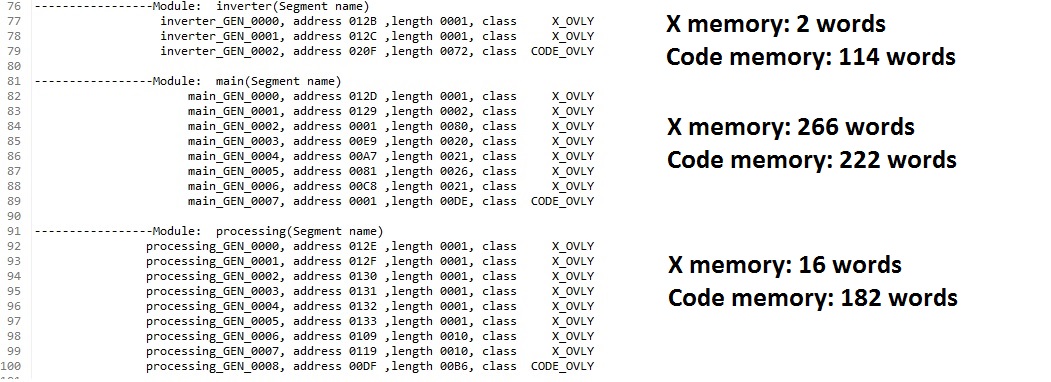 76 -----------------Module:  inverter(Segment name)
77 inverter_GEN_0000, address 012B ,length 0001, class     X_OVLY
78 inverter_GEN_0001, address 012C ,length 0001, class     X_OVLY
79 inverter_GEN_0002, address 020F ,length 0072, class  CODE_OVLY
X memory: 2 words
Code memory: 114 words
80
81 -----------------Module:  main(Segment name)
82 main_GEN_0000, address 012D ,length 0001, class     X_OVLY
83 main_GEN_0001, address 0129 ,length 0002, class     X_OVLY
84 main_GEN_0002, address 0001 ,length 0080, class     X_OVLY
85 main_GEN_0003, address 00E9 ,length 0020, class     X_OVLY
86 main_GEN_0004, address 00A7 ,length 0021, class     X_OVLY
87 main_GEN_0005, address 0081 ,length 0026, class     X_OVLY
88 main_GEN_0006, address 00C8 ,length 0021, class     X_OVLY
89 main_GEN_0007, address 0001 ,length 00DE, class  CODE_OVLY
X memory: 266 words
Code memory: 222 words
90
91 -----------------Module:  processing(Segment name)
92 processing_GEN_0000, address 012E ,length 0001, class     X_OVLY
93 processing_GEN_0001, address 012F ,length 0001, class     X_OVLY
94 processing_GEN_0002, address 0130 ,length 0001, class     X_OVLY
95 processing_GEN_0003, address 0131 ,length 0001, class     X_OVLY
96 processing_GEN_0004, address 0132 ,length 0001, class     X_OVLY
97 processing_GEN_0005, address 0133 ,length 0001, class     X_OVLY
98 processing_GEN_0006, address 0109 ,length 0010, class     X_OVLY
99 processing_GEN_0007, address 0119 ,length 0010, class     X_OVLY
100 processing_GEN_0008, address 00DF ,length 00B6, class  CODE_OVLY
X memory: 16 words
Code memory: 182 words